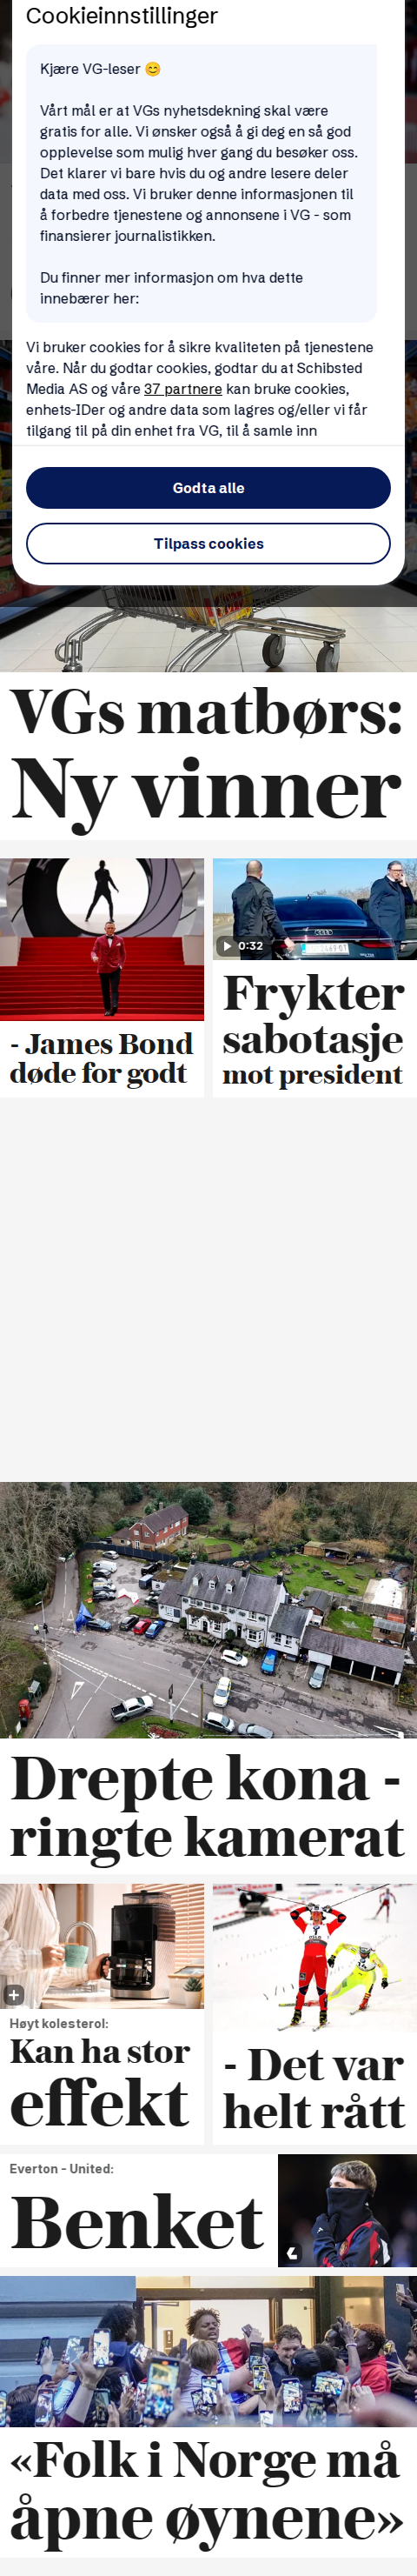 Cookieinnstillinger
Kjære VG-leser 😊
Vårt mål er at VGs nyhetsdekning skal være
gratis for alle. Vi ønsker også å gi deg en så god
opplevelse som mulig hver gang du besøker oss.
Det klarer vi bare hvis du og andre lesere deler
data med oss. Vi bruker denne informasjonen til
å forbedre tjenestene og annonsene i VG - som
finansierer journalistikken.
Du finner mer informasjon om hva dette
innebærer her:
Vi bruker cookies for å sikre kvaliteten på tjenestene
våre. Når du godtar cookies, godtar du at Schibsted
Media AS og våre 37 partnere kan bruke cookies,
enhets-IDer og andre data som lagres og/eller vi får
tilgang til på din enhet fra VG, til å samle inn
Godta alle
Tilpass cookies
VGs matbørs:
Ny vinner
- James Bond
døde for godt
0:32
Frykter
sabotasje
mot president
Drepte kona -
ringte kamerat
Høyt kolesterol:
Kan ha stor
effekt
- Det var
helt rått
Everton - United:
Benket
«Folk i Norge må
åpne øynene»